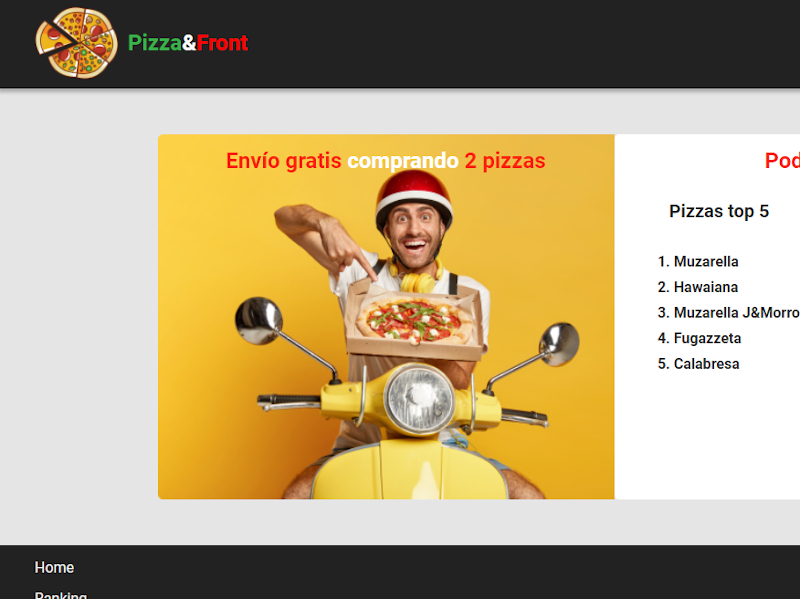 Pizza&Front
Envío gratis comprando 2 pizzas
Pod
Pizzas top 5
1. Muzarella
2. Hawaiana
3. Muzarella J&Morro
4. Fugazzeta
5. Calabresa
Home
Ranking